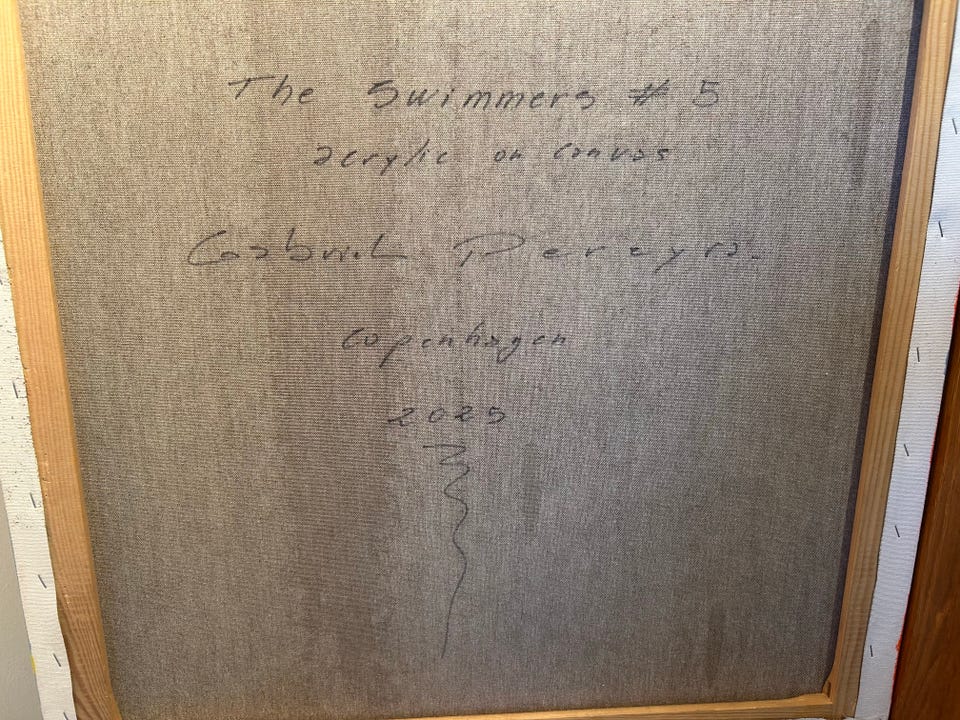 The Swimmers # 5
acrylic on canvas
Gabriel Pereyra.
Copenhagen
2025